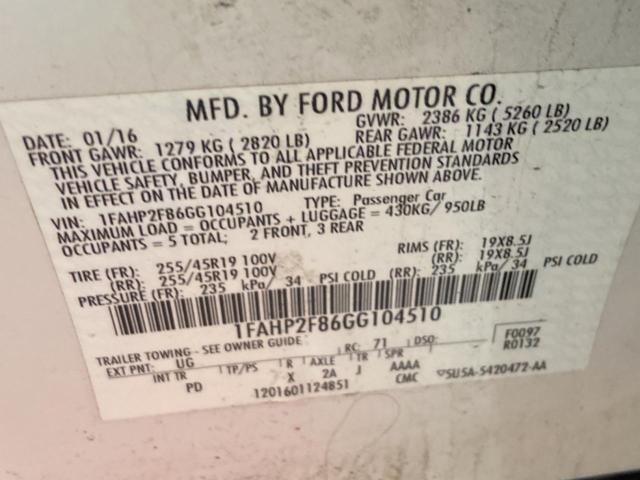 MFD. BY FORD MOTOR CO.
DATE: 01/16 GVWR: 2386 KG ( 5260 LB)
FRONT GAWR: 1279 KG ( 2820 LB) REAR GAWR: 1143 KG ( 2520 LB)
THIS VEHICLE CONFORMS TO ALL APPLICABLE FEDERAL MOTOR
VEHICLE SAFETY, BUMPER, AND THEFT PREVENTION STANDARDS
IN EFFECT ON THE DATE OF MANUFACTURE SHOWN ABOVE.
VIN: 1FAHP2F86GG104510 TYPE: Passenger Car
MAXIMUM LOAD = OCCUPANTS + LUGGAGE = 430KG/ 950LB
OCCUPANTS = 5 TOTAL; 2 FRONT, 3 REAR
TIRE (FR): 255/45R19 100V RIMS (FR): 19X8.5J
(RR): 255/45R19 100V (RR): 19X8.5J
PRESSURE (FR): 235 kPa/ 34 PSI COLD (RR): 235 kPa/ 34 PSI COLD
1FAHP2F86GG104510
TRAILER TOWING - SEE OWNER GUIDE RC: 71 DSO: F0097
R0132
EXT PNT: UG
INT TR TP/PS R AXLE TR SPR
PD X 2A J AAAA
CMC
1201601124851 SU5A-5420472-AA